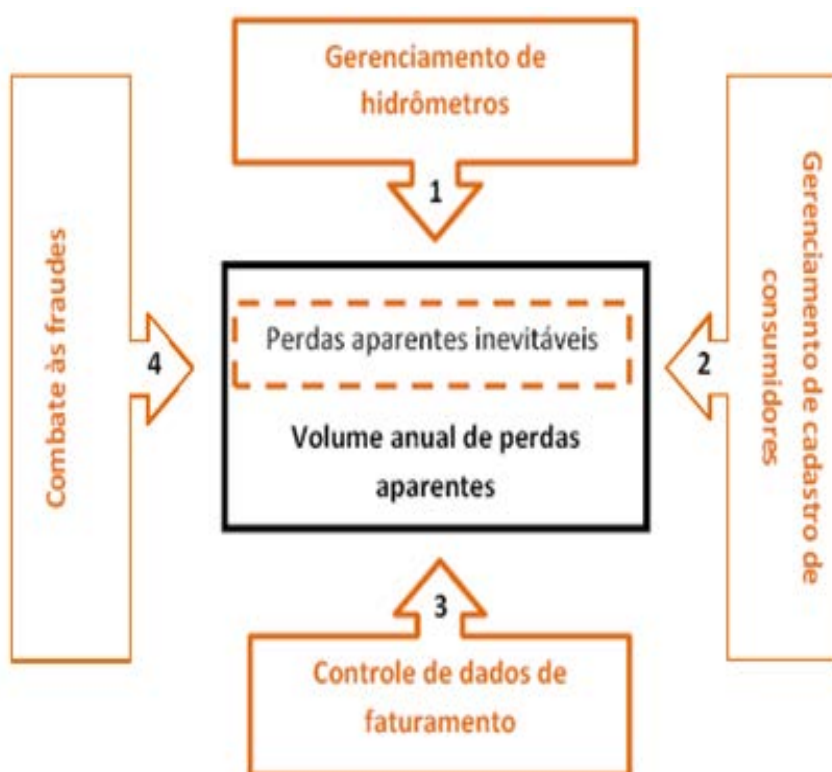 Gerenciamento de
hidrômetros
1
Gerenciamento de cadastro de
consumidores
2
Controle de dados de
faturamento
3
Combate às fraudes
4
Perdas aparentes inevitáveis
Volume anual de perdas
aparentes